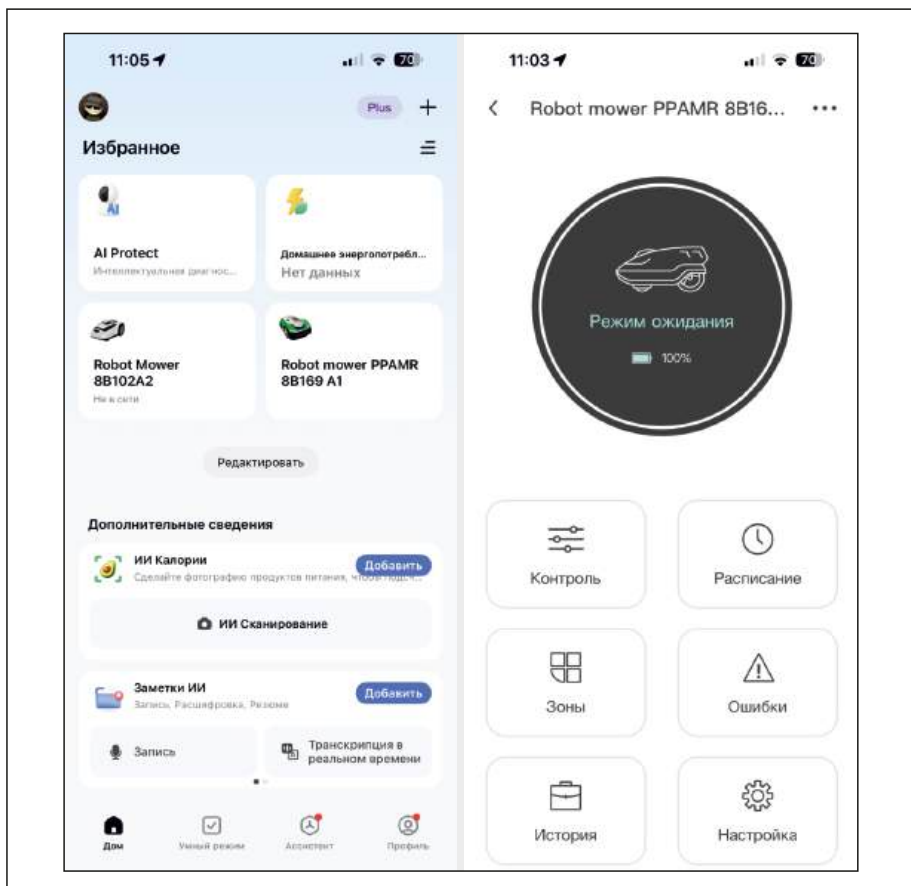 11:05
70
Plus
Избранное
AI
AI Protect
Интеллектуальная диагнос...
Домашнее энергопотребл...
Нет данных
Robot Mower
8B102A2
Не в сети
Robot mower PPAMR
8B169 A1
Редактировать
Дополнительные сведения
ИИ Калории
Сделайте фотографию продуктов питания, чтобы подсч...
Добавить
ИИ Сканирование
Заметки ИИ
Запись, Расшифровка, Резюме
Добавить
Запись
Транскрипция в
реальном времени
Дом
Умный режим
Ассистент
Профиль
11:03
70
Robot mower PPAMR 8B16...
Режим ожидания
100%
Контроль
Расписание
Зоны
Ошибки
История
Настройка